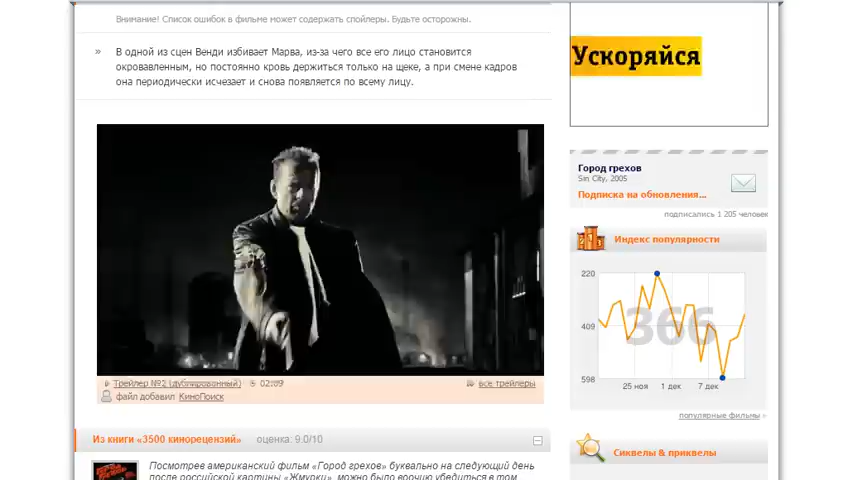 Внимание! Список ошибок в фильме может содержать спойлеры. Будьте осторожны.
» В одной из сцен Венди избивает Марва, из-за чего все его лицо становится
окровавленным, но постоянно кровь держиться только на щеке, а при смене кадров
она периодически исчезает и снова появляется по всему лицу.
Трейлер №2 (дублированный) 02:09 все трейлеры
файл добавил КиноПоиск
Из книги «3500 кинорецензий» оценка: 9.0/10
Посмотрев американский фильм «Город грехов» буквально на следующий день
после российской картины «Жмурки», можно было воочию убедиться в том
Ускоряйся
Город грехов
Sin City, 2005
Подписка на обновления...
подписались 1 205 человек
Индекс популярности
220
409
598
366
25 ноя 1 дек 7 дек
популярные фильмы »
Сиквелы & приквелы